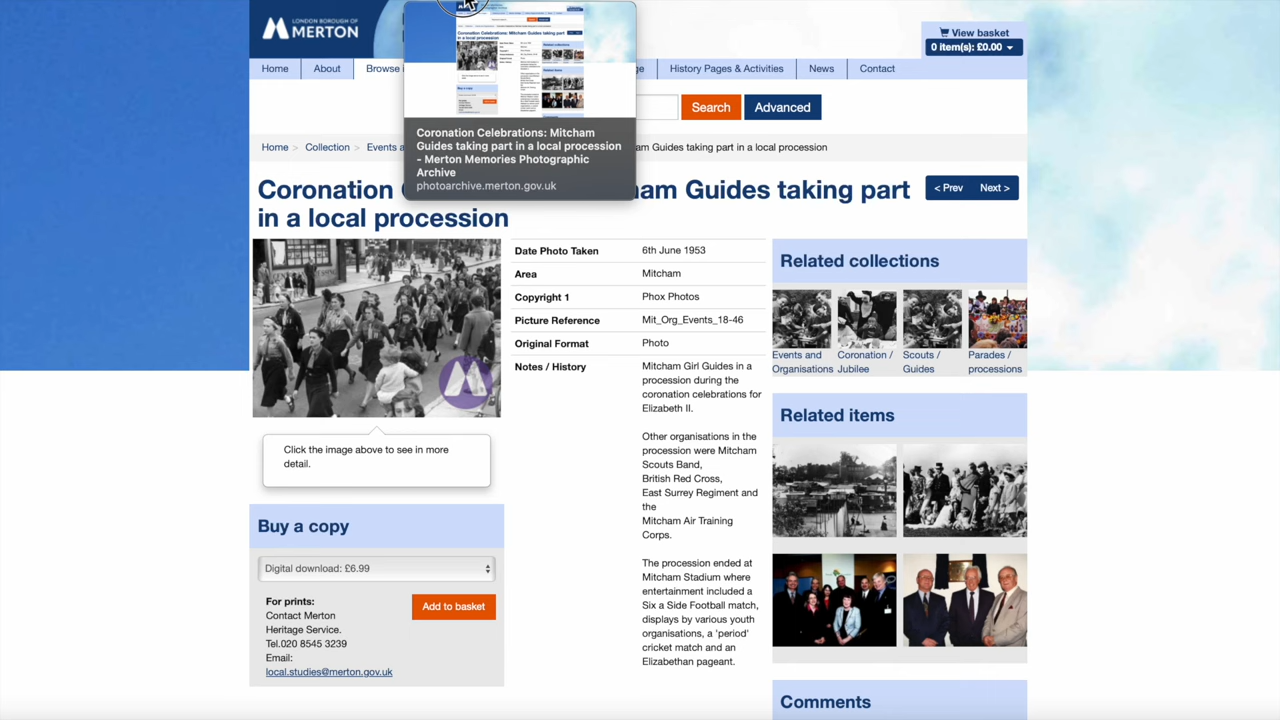 LONDON BOROUGH OF
MERTON
View basket
0 item(s): £0.00
Home
About
Browse
History Pages & Activities
News
Search
Advanced
Coronation Celebrations: Mitcham
Guides taking part in a local procession
- Merton Memories Photographic
Archive
photoarchive.merton.gov.uk
Home > Collection > Events a
am Guides taking part in a local procession
Coronation am Guides taking part
in a local procession
< Prev Next >
Date Photo Taken 6th June 1953
Area Mitcham
Copyright 1 Phox Photos
Picture Reference Mit_Org_Events_18-46
Original Format Photo
Notes / History Mitcham Girl Guides in a
procession during the
coronation celebrations for
Elizabeth II.
Other organisations in the
procession were Mitcham
Scouts Band,
British Red Cross,
East Surrey Regiment and
the
Mitcham Air Training
Corps.
The procession ended at
Mitcham Stadium where
entertainment included a
Six a Side Football match,
displays by various youth
organisations, a 'period'
cricket match and an
Elizabethan pageant.
Click the image above to see in more
detail.
Buy a copy
Digital download: £6.99
For prints:
Contact Merton
Heritage Service.
Tel.020 8545 3239
Email:
local.studies@merton.gov.uk
Add to basket
Related collections
Events and
Organisations
Coronation /
Jubilee
Scouts /
Guides
Parades /
processions
Related items
Comments